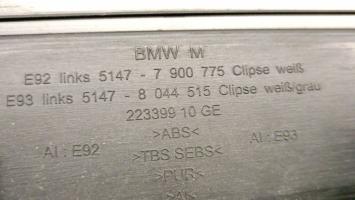 BMW M
E92 links 5147 - 7 900 775 Clipse weiß
E93 links 5147 - 8 044 515 Clipse weiß/grau
223399 10 GE
>ABS<
AI : E92 >TBS SEBS< AI : E93
>PUR<
>AI<